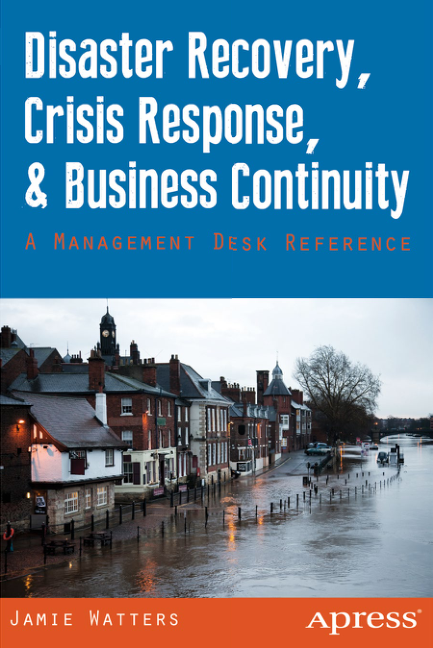 Disaster Recovery,
Crisis Response,
& Business Continuity
A Management Desk Reference
Jamie Watters
Apress®